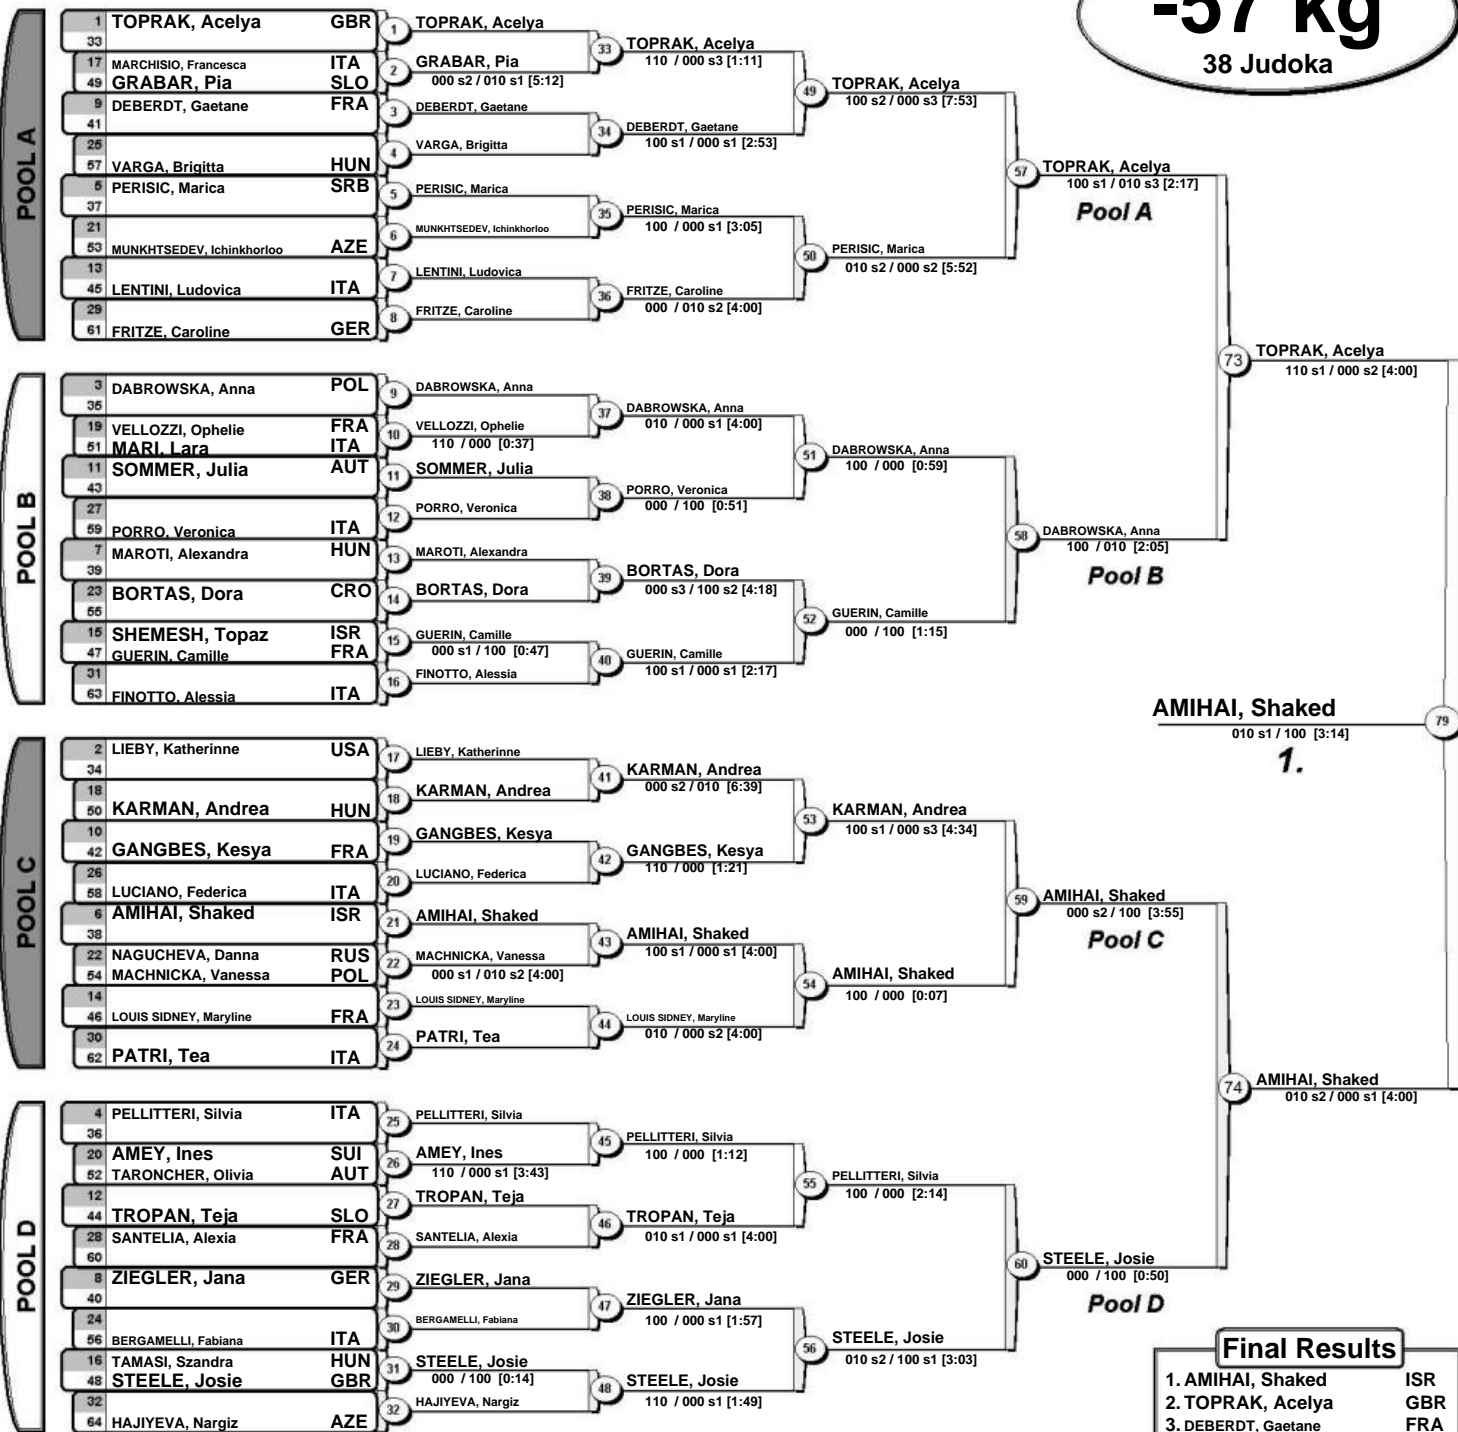 -57 kg
38 Judoka
POOL A
1 TOPRAK, Acelya GBR
33
17 MARCHISIO, Francesca ITA
49 GRABAR, Pia SLO
9 DEBERDT, Gaetane FRA
41
25
57 VARGA, Brigitta HUN
5 PERISIC, Marica SRB
37
21
53 MUNKHTSEDEV, Ichinkhorloo AZE
13
45 LENTINI, Ludovica ITA
29
61 FRITZE, Caroline GER
1 TOPRAK, Acelya
2 GRABAR, Pia
000 s2 / 010 s1 [5:12]
3 DEBERDT, Gaetane
4 VARGA, Brigitta
5 PERISIC, Marica
6 MUNKHTSEDEV, Ichinkhorloo
7 LENTINI, Ludovica
8 FRITZE, Caroline
33 TOPRAK, Acelya
110 / 000 s3 [1:11]
34 DEBERDT, Gaetane
100 s1 / 000 s1 [2:53]
35 PERISIC, Marica
100 / 000 s1 [3:05]
36 FRITZE, Caroline
000 / 010 s2 [4:00]
49 TOPRAK, Acelya
100 s2 / 000 s3 [7:53]
50 PERISIC, Marica
010 s2 / 000 s2 [5:52]
57 TOPRAK, Acelya
100 s1 / 010 s3 [2:17]
Pool A
POOL B
3 DABROWSKA, Anna POL
35
19 VELLOZZI, Ophelie FRA
51 MARI, Lara ITA
11 SOMMER, Julia AUT
43
27
59 PORRO, Veronica ITA
7 MAROTI, Alexandra HUN
39
23 BORTAS, Dora CRO
55
15 SHEMESH, Topaz ISR
47 GUERIN, Camille FRA
31
63 FINOTTO, Alessia ITA
9 DABROWSKA, Anna
10 VELLOZZI, Ophelie
110 / 000 [0:37]
11 SOMMER, Julia
12 PORRO, Veronica
13 MAROTI, Alexandra
14 BORTAS, Dora
15 GUERIN, Camille
000 s1 / 100 [0:47]
16 FINOTTO, Alessia
37 DABROWSKA, Anna
010 / 000 s1 [4:00]
38 PORRO, Veronica
000 / 100 [0:51]
39 BORTAS, Dora
000 s3 / 100 s2 [4:18]
40 GUERIN, Camille
100 s1 / 000 s1 [2:17]
51 DABROWSKA, Anna
100 / 000 [0:59]
52 GUERIN, Camille
000 / 100 [1:15]
58 DABROWSKA, Anna
100 / 010 [2:05]
Pool B
73 TOPRAK, Acelya
110 s1 / 000 s2 [4:00]
AMIHAI, Shaked 79
010 s1 / 100 [3:14]
1.
POOL C
2 LIEBY, Katherinne USA
34
18
50 KARMAN, Andrea HUN
10
42 GANGBES, Kesya FRA
26
58 LUCIANO, Federica ITA
6 AMIHAI, Shaked ISR
38
22 NAGUCHEVA, Danna RUS
54 MACHNICKA, Vanessa POL
14
46 LOUIS SIDNEY, Maryline FRA
30
62 PATRI, Tea ITA
17 LIEBY, Katherinne
18 KARMAN, Andrea
19 GANGBES, Kesya
20 LUCIANO, Federica
21 AMIHAI, Shaked
22 MACHNICKA, Vanessa
000 s1 / 010 s2 [4:00]
23 LOUIS SIDNEY, Maryline
24 PATRI, Tea
41 KARMAN, Andrea
000 s2 / 010 [6:39]
42 GANGBES, Kesya
110 / 000 [1:21]
43 AMIHAI, Shaked
100 s1 / 000 s1 [4:00]
44 LOUIS SIDNEY, Maryline
010 / 000 s2 [4:00]
53 KARMAN, Andrea
100 s1 / 000 s3 [4:34]
54 AMIHAI, Shaked
100 / 000 [0:07]
59 AMIHAI, Shaked
000 s2 / 100 [3:55]
Pool C
POOL D
4 PELLITTERI, Silvia ITA
36
20 AMEY, Ines SUI
52 TARONCHER, Olivia AUT
12
44 TROPAN, Teja SLO
28 SANTELIA, Alexia FRA
60
8 ZIEGLER, Jana GER
40
24
56 BERGAMELLI, Fabiana ITA
16 TAMASI, Szandra HUN
48 STEELE, Josie GBR
32
64 HAJIYEVA, Nargiz AZE
25 PELLITTERI, Silvia
26 AMEY, Ines
110 / 000 s1 [3:43]
27 TROPAN, Teja
28 SANTELIA, Alexia
29 ZIEGLER, Jana
30 BERGAMELLI, Fabiana
31 STEELE, Josie
000 / 100 [0:14]
32 HAJIYEVA, Nargiz
45 PELLITTERI, Silvia
100 / 000 [1:12]
46 TROPAN, Teja
010 s1 / 000 s1 [4:00]
47 ZIEGLER, Jana
100 / 000 s1 [1:57]
48 STEELE, Josie
110 / 000 s1 [1:49]
55 PELLITTERI, Silvia
100 / 000 [2:14]
56 STEELE, Josie
010 s2 / 100 s1 [3:03]
60 STEELE, Josie
000 / 100 [0:50]
Pool D
74 AMIHAI, Shaked
010 s2 / 000 s1 [4:00]
Final Results
1. AMIHAI, Shaked ISR
2. TOPRAK, Acelya GBR
3. DEBERDT, Gaetane FRA